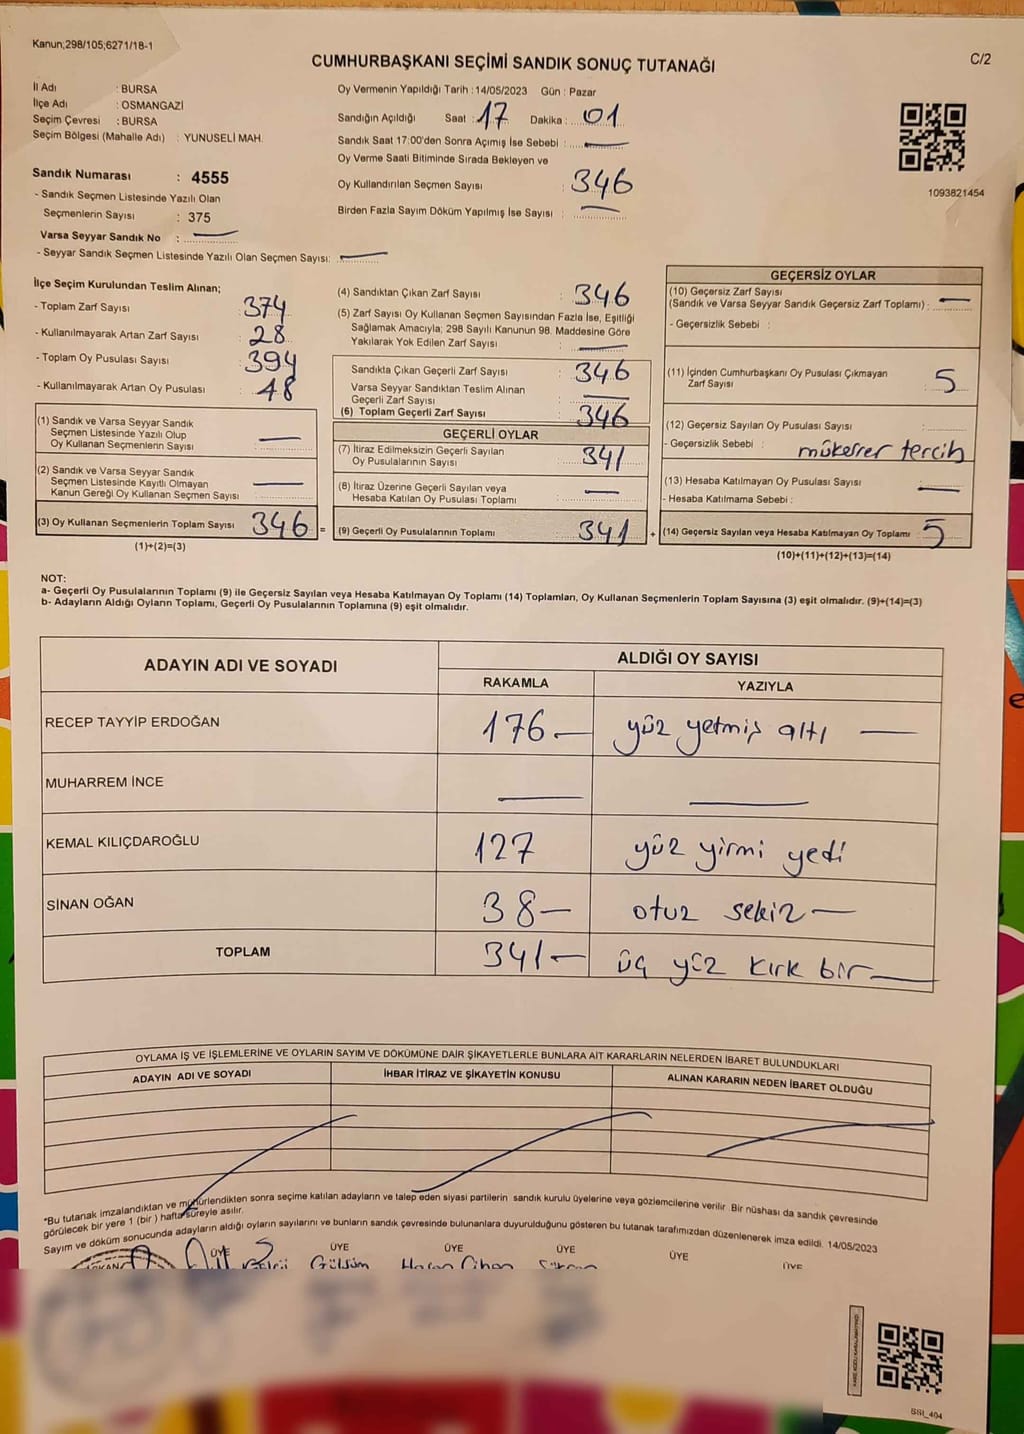 Kanun;298/105;6271/18-1
C/2
CUMHURBAŞKANI SEÇİMİ SANDIK SONUÇ TUTANAĞI
İl Adı : BURSA
İlçe Adı : OSMANGAZİ
Seçim Çevresi : BURSA
Seçim Bölgesi (Mahalle Adı) : YUNUSELİ MAH.
Sandık Numarası : 4555
- Sandık Seçmen Listesinde Yazılı Olan
Seçmenlerin Sayısı : 375
Varsa Seyyar Sandık No :
- Seyyar Sandık Seçmen Listesinde Yazılı Olan Seçmen Sayısı:
Oy Vermenin Yapıldığı Tarih : 14/05/2023 Gün : Pazar
Sandığın Açıldığı Saat : 17 Dakika : 01
Sandık Saat 17:00'den Sonra Açımış İse Sebebi :
Oy Verme Saati Bitiminde Sırada Bekleyen ve
Oy Kullandırılan Seçmen Sayısı : 346
Birden Fazla Sayım Döküm Yapılmış İse Sayısı :
1093821454
İlçe Seçim Kurulundan Teslim Alınan;
- Toplam Zarf Sayısı : 374
- Kullanılmayarak Artan Zarf Sayısı : 28
- Toplam Oy Pusulası Sayısı : 394
- Kullanılmayarak Artan Oy Pusulası : 48
(1) Sandık ve Varsa Seyyar Sandık
Seçmen Listesinde Yazılı Olup
Oy Kullanan Seçmenlerin Sayısı :
(2) Sandık ve Varsa Seyyar Sandık
Seçmen Listesinde Kayıtlı Olmayan
Kanun Gereği Oy Kullanan Seçmen Sayısı :
(3) Oy Kullanan Seçmenlerin Toplam Sayısı 346 =
(1)+(2)=(3)
(4) Sandıktan Çıkan Zarf Sayısı : 346
(5) Zarf Sayısı Oy Kullanan Seçmen Sayısından Fazla İse, Eşitliği
Sağlamak Amacıyla; 298 Sayılı Kanunun 98. Maddesine Göre
Yakılarak Yok Edilen Zarf Sayısı :
Sandıkta Çıkan Geçerli Zarf Sayısı : 346
Varsa Seyyar Sandıktan Teslim Alınan
Geçerli Zarf Sayısı :
(6) Toplam Geçerli Zarf Sayısı : 346
GEÇERLİ OYLAR
(7) İtiraz Edilmeksizin Geçerli Sayılan
Oy Pusulalarının Sayısı : 341
(8) İtiraz Üzerine Geçerli Sayılan veya
Hesaba Katılan Oy Pusulası Toplamı :
(9) Geçerli Oy Pusulalarının Toplamı : 341 +
GEÇERSİZ OYLAR
(10) Geçersiz Zarf Sayısı
(Sandık ve Varsa Seyyar Sandık Geçersiz Zarf Toplamı) :
- Geçersizlik Sebebi :
(11) İçinden Cumhurbaşkanı Oy Pusulası Çıkmayan
Zarf Sayısı : 5
(12) Geçersiz Sayılan Oy Pusulası Sayısı :
- Geçersizlik Sebebi : mükerrer tercih
(13) Hesaba Katılmayan Oy Pusulası Sayısı :
- Hesaba Katılmama Sebebi :
(14) Geçersiz Sayılan veya Hesaba Katılmayan Oy Toplamı : 5
(10)+(11)+(12)+(13)=(14)
NOT:
a- Geçerli Oy Pusulalarının Toplamı (9) ile Geçersiz Sayılan veya Hesaba Katılmayan Oy Toplamı (14) Toplamları, Oy Kullanan Seçmenlerin Toplam Sayısına (3) eşit olmalıdır. (9)+(14)=(3)
b- Adayların Aldığı Oyların Toplamı, Geçerli Oy Pusulalarının Toplamına (9) eşit olmalıdır.
ADAYIN ADI VE SOYADI ALDIĞI OY SAYISI
RAKAMLA YAZIYLA
RECEP TAYYİP ERDOĞAN 176 yüz yetmiş altı
MUHARREM İNCE
KEMAL KILIÇDAROĞLU 127 yüz yirmi yedi
SİNAN OĞAN 38 otuz sekiz
TOPLAM 341 üç yüz kırk bir
OYLAMA İŞ VE İŞLEMLERİNE VE OYLARIN SAYIM VE DÖKÜMÜNE DAİR ŞİKAYETLERLE BUNLARA AİT KARARLARIN NELERDEN İBARET BULUNDUKLARI
ADAYIN ADI VE SOYADI İHBAR İTİRAZ VE ŞİKAYETİN KONUSU ALINAN KARARIN NEDEN İBARET OLDUĞU
*Bu tutanak imzalandıktan ve mühürlendikten sonra seçime katılan adayların ve talep eden siyasi partilerin sandık kurulu üyelerine veya gözlemcilerine verilir. Bir nüshası da sandık çevresinde
görülecek bir yere 1 (bir ) hafta süreyle asılır.
Sayım ve döküm sonucunda adayların aldığı oyların sayılarını ve bunların sandık çevresinde bulunanlara duyurulduğunu gösteren bu tutanak tarafımızdan düzenlenerek imza edildi. 14/05/2023
ÜYE ÜYE ÜYE ÜYE ÜYE ÜYE
Gülsüm Hasan Cihan
BSI_404